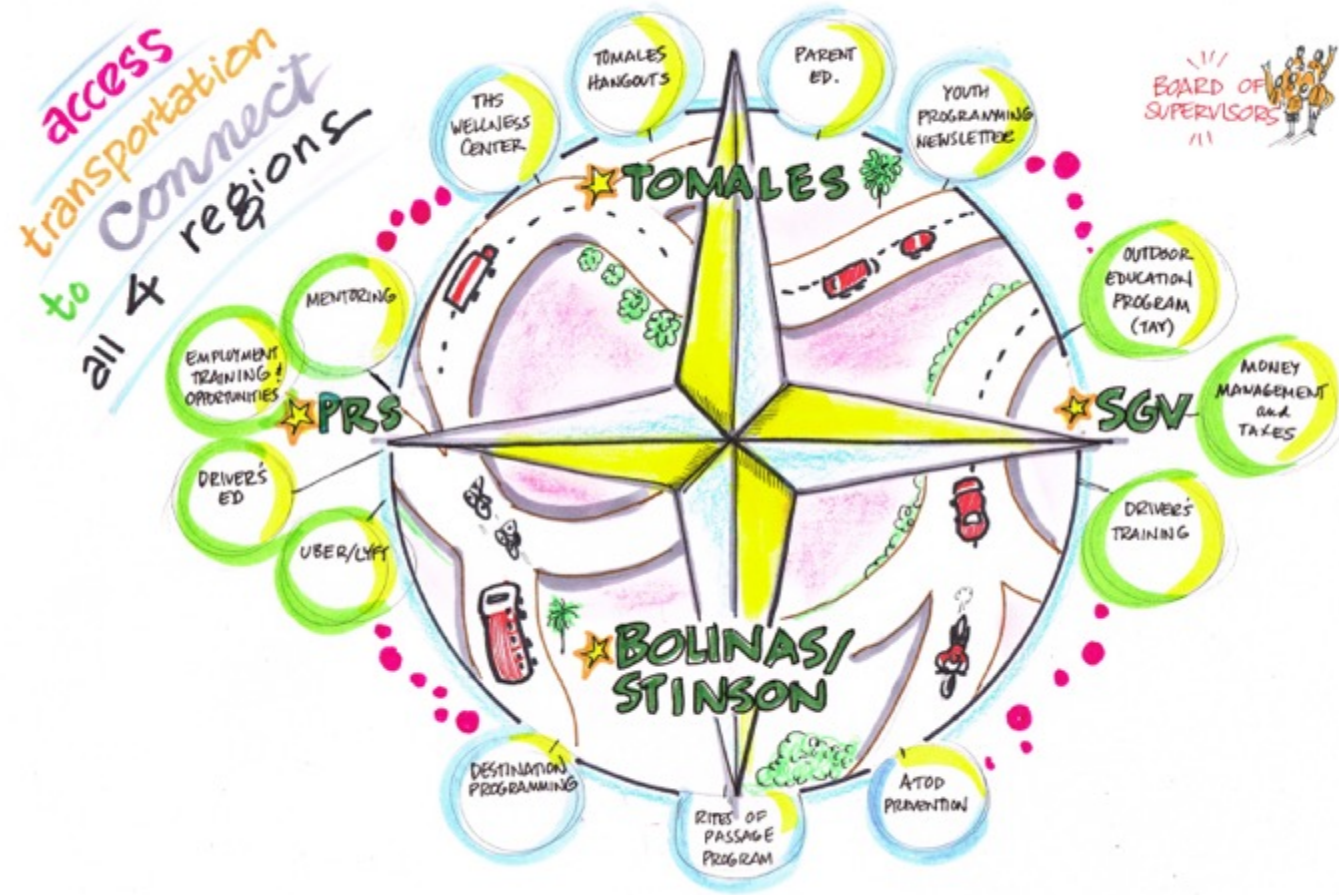 access
transportation
to connect
all 4 regions
BOARD OF
SUPERVISORS
THS
WELLNESS
CENTER
TOMALES
HANGOUTS
PARENT
ED.
YOUTH
PROGRAMMING
NEWSLETTER
TOMALES
MENTORING
EMPLOYMENT
TRAINING &
OPPORTUNITIES
PRS
DRIVER'S
ED
UBER/LYFT
OUTDOOR
EDUCATION
PROGRAM
(TAY)
SGV
MONEY
MANAGEMENT
and
TAXES
DRIVER'S
TRAINING
BOLINAS/
STINSON
DESTINATION
PROGRAMMING
RITES OF
PASSAGE
PROGRAM
ATOD
PREVENTION